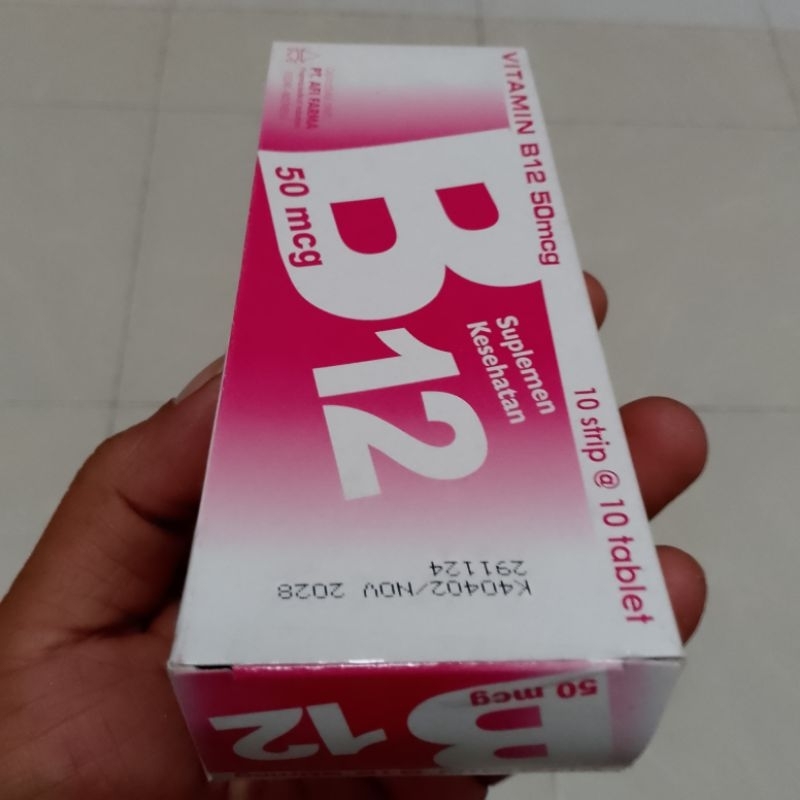 PT. AFI FARMA
B12
50 mcg
VITAMIN B12 50mcg
Suplemen
Kesehatan
10 strip @ 10 tablet
K40402/NOV 2028
291124
B12
50 mcg